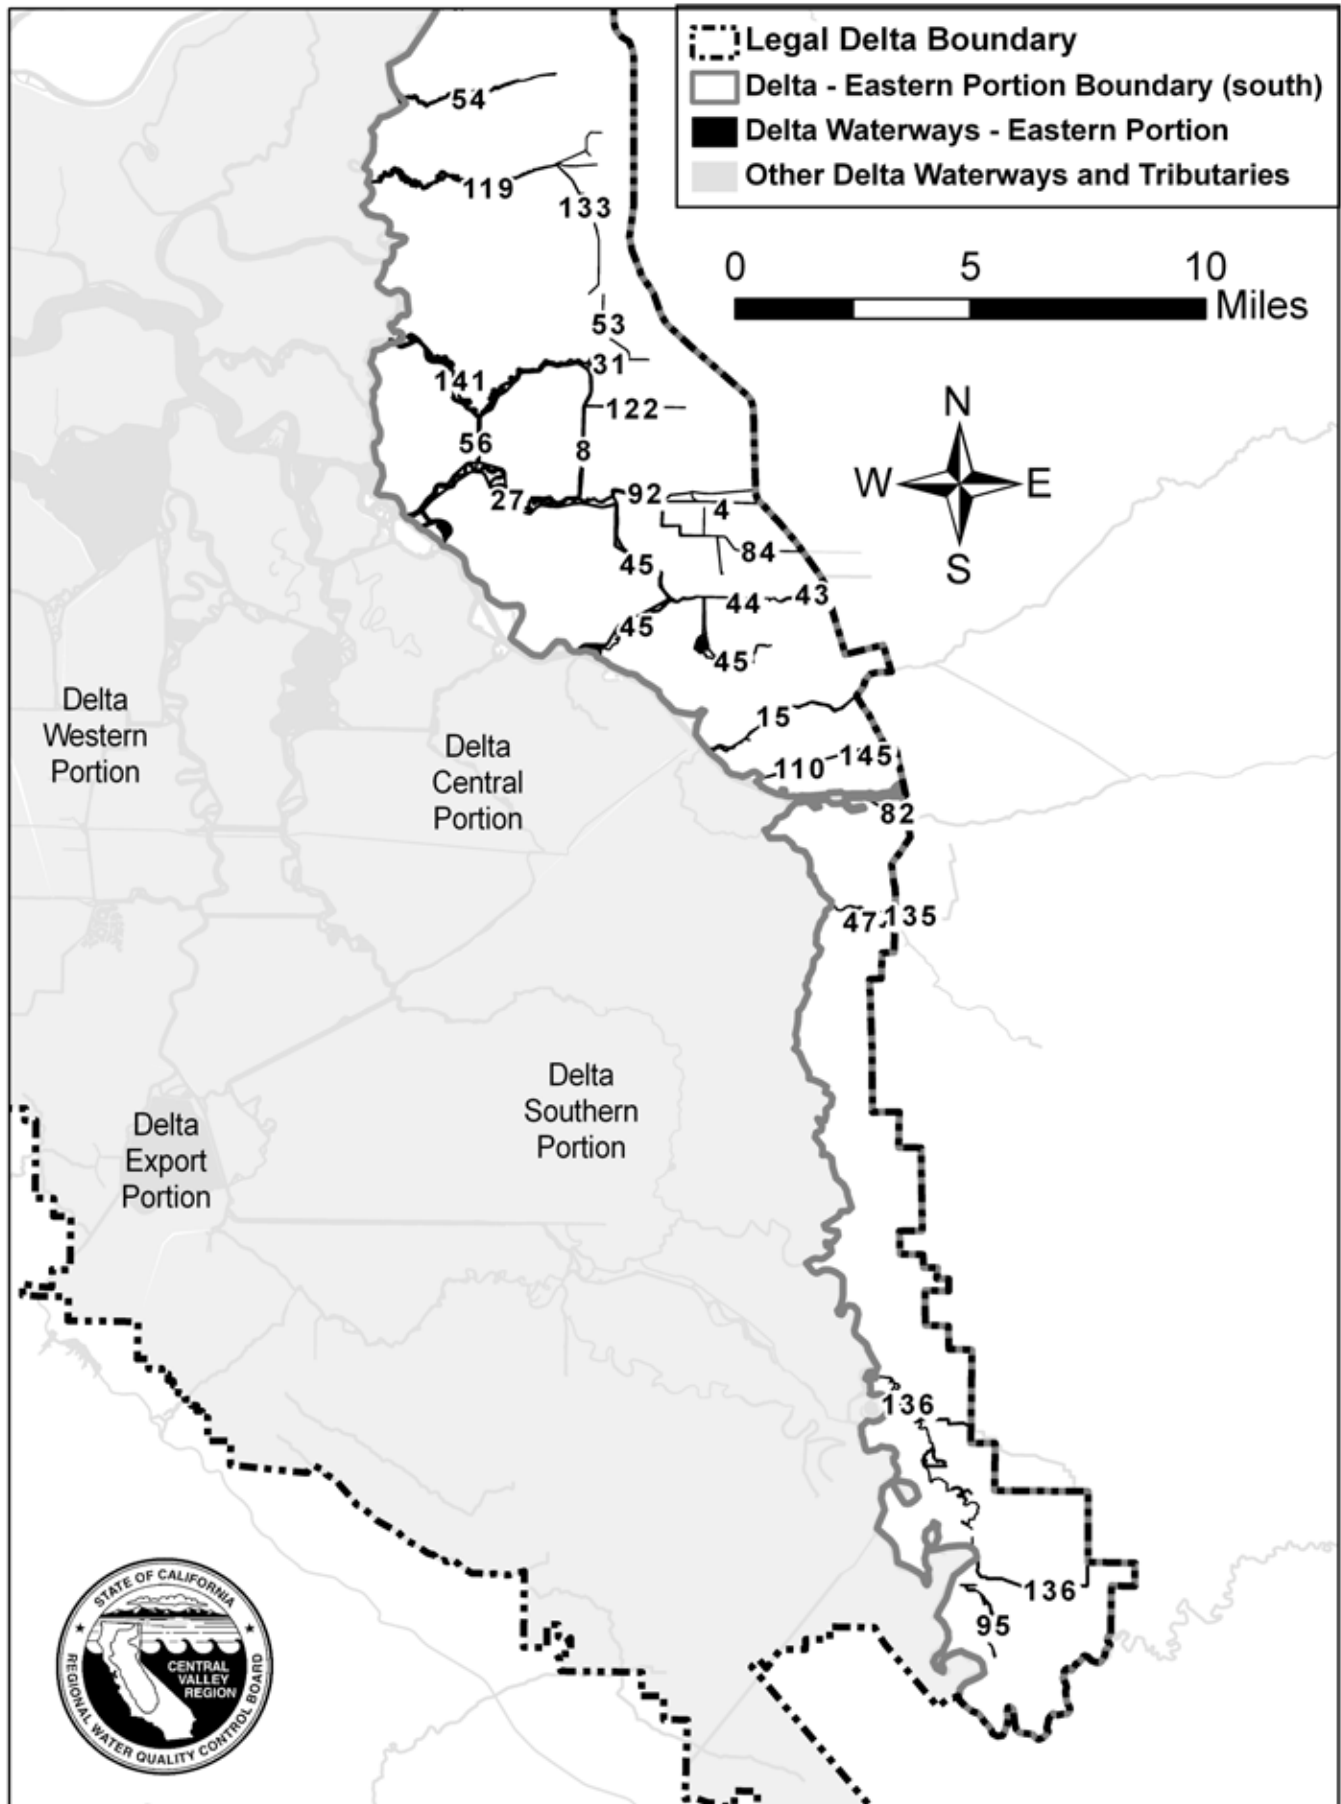 Legal Delta Boundary
Delta - Eastern Portion Boundary (south)
Delta Waterways - Eastern Portion
Other Delta Waterways and Tributaries
54
119
133
0 5 10
Miles
53
31
141
122
56
8
N
W E
S
27
92
4
84
45
44
43
45
45
15
145
110
82
47
135
Delta
Western
Portion
Delta
Central
Portion
Delta
Southern
Portion
Delta
Export
Portion
136
136
95
STATE OF CALIFORNIA
CENTRAL
VALLEY
REGION
REGIONAL WATER QUALITY CONTROL BOARD